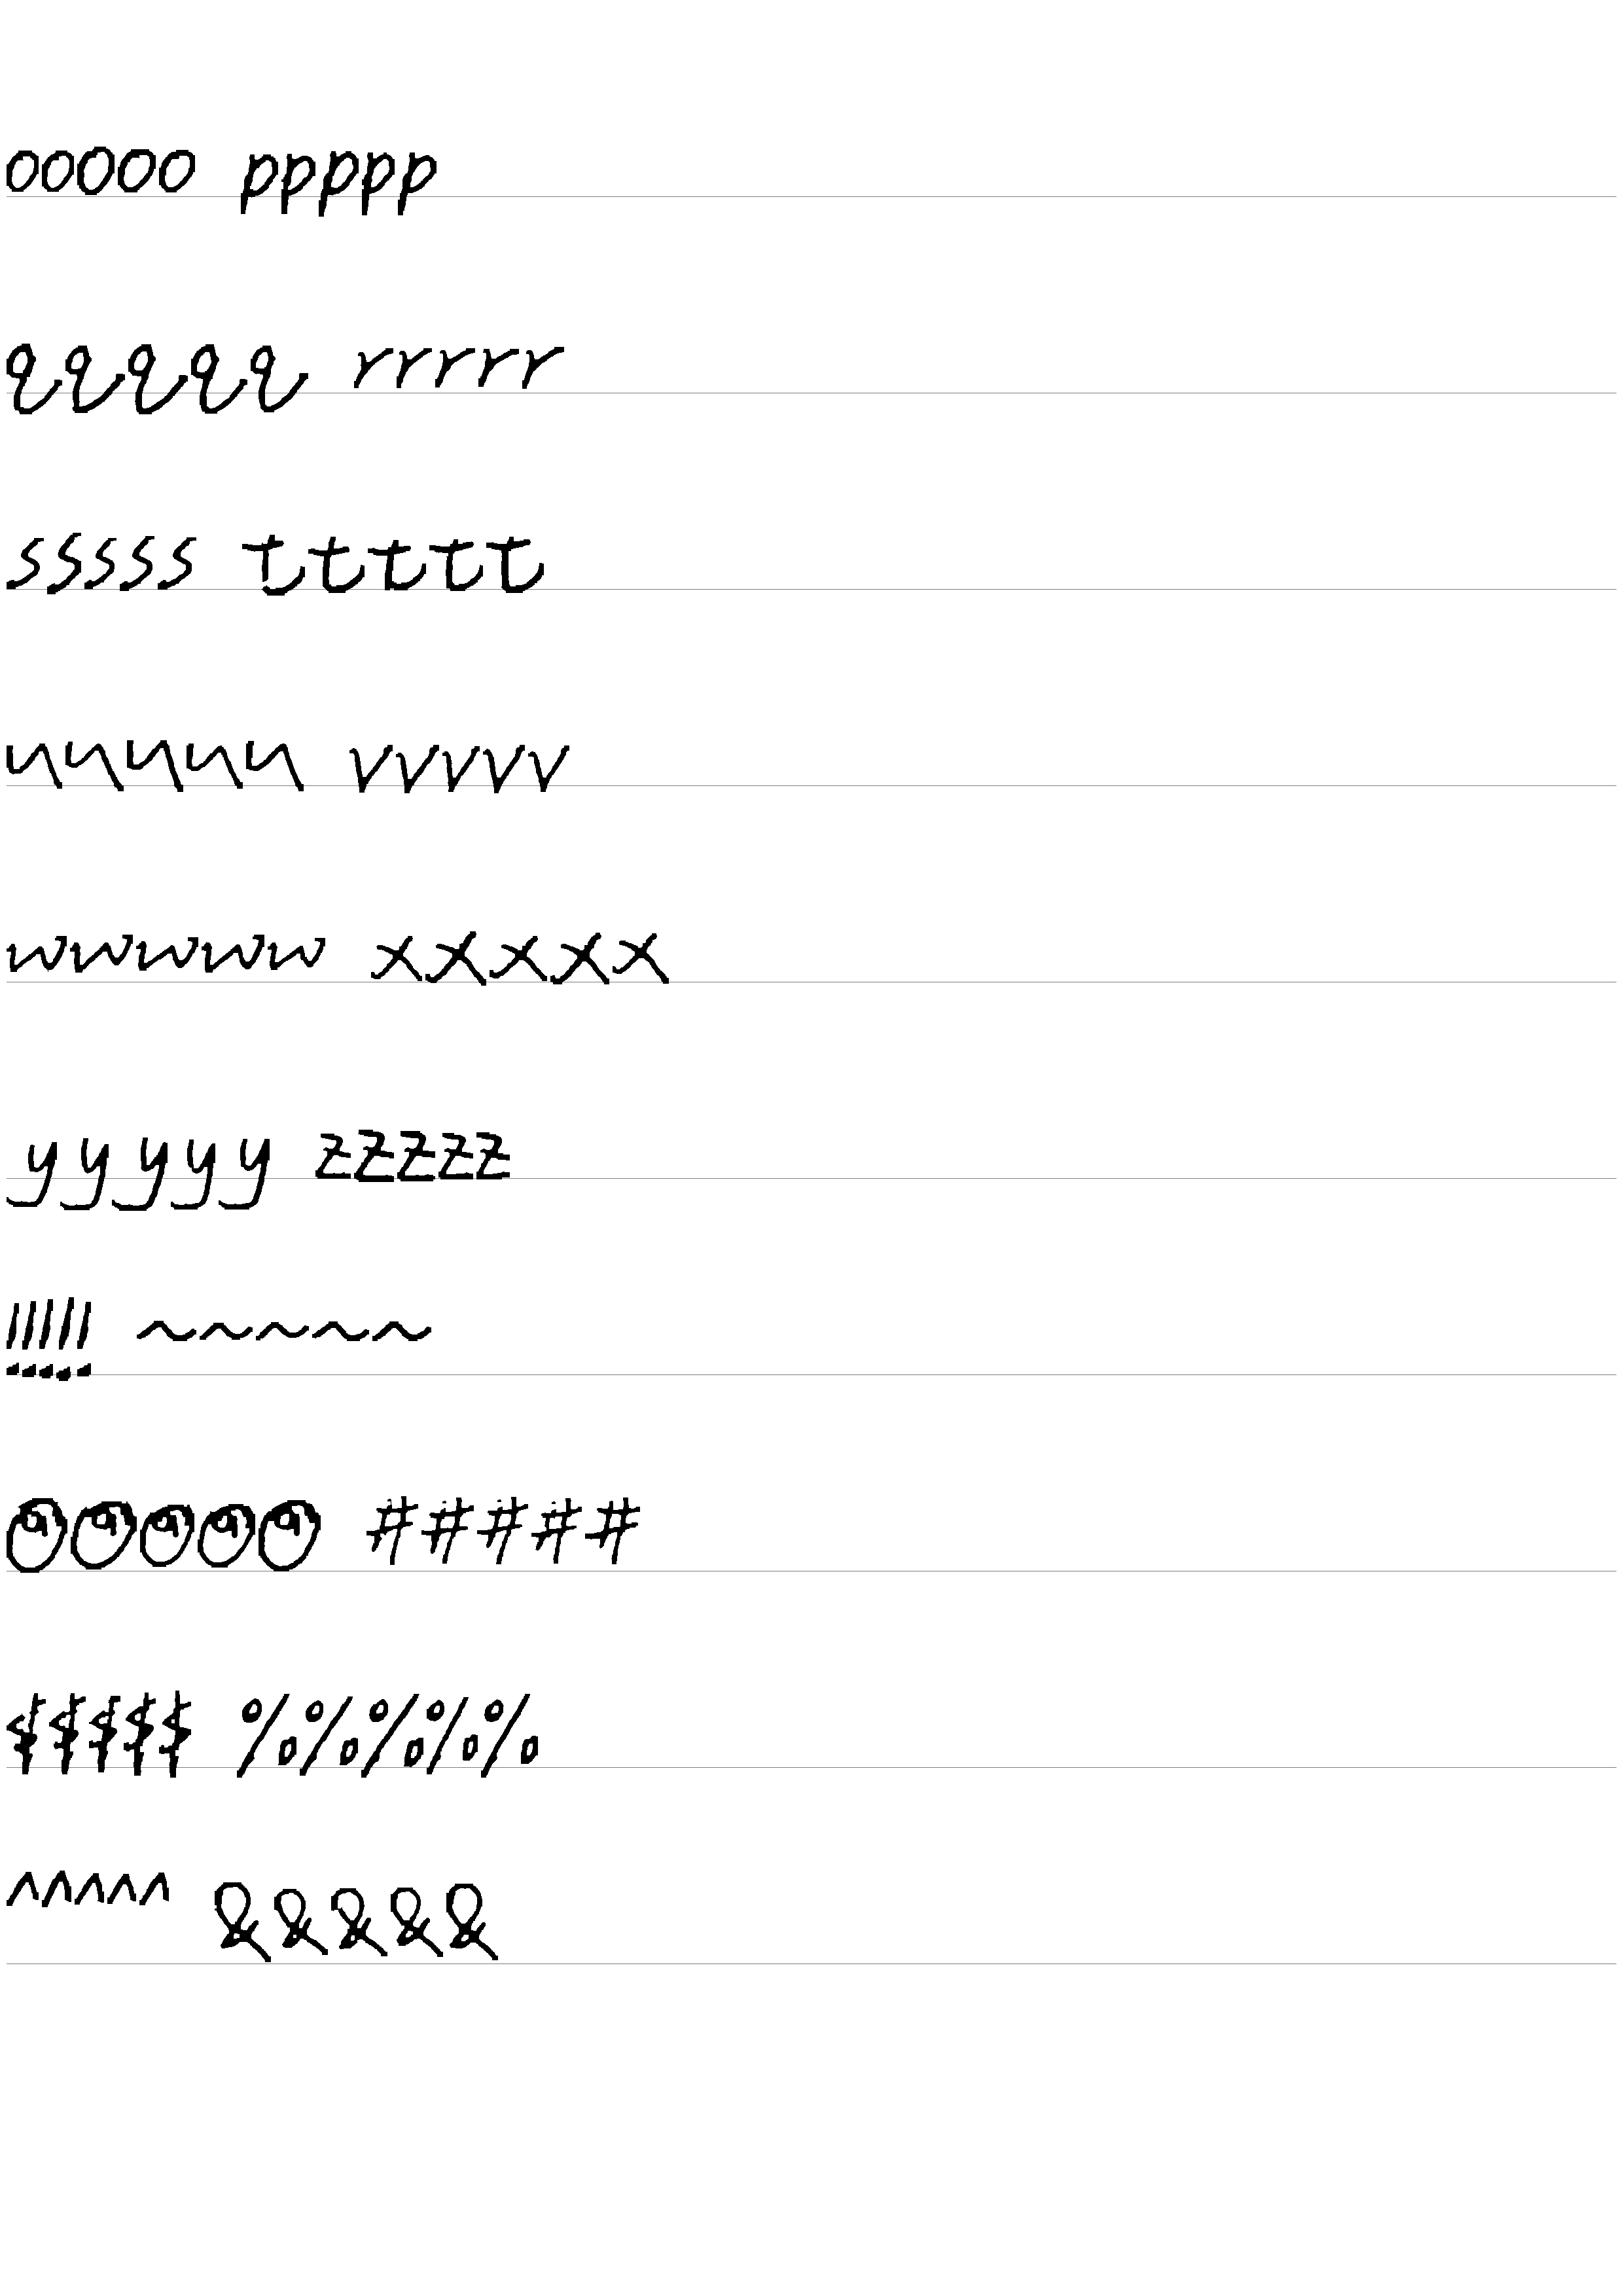 ooooo ppppp
qqqqq rrrrr
sssss ttttt
uuuuu vvvvv
wwwww xxxxx
yyyyy zzzzz
!!!!! ~~~~~
@@@@@ #####
$$$$$ %%%%%
^^^^^ &&&&&